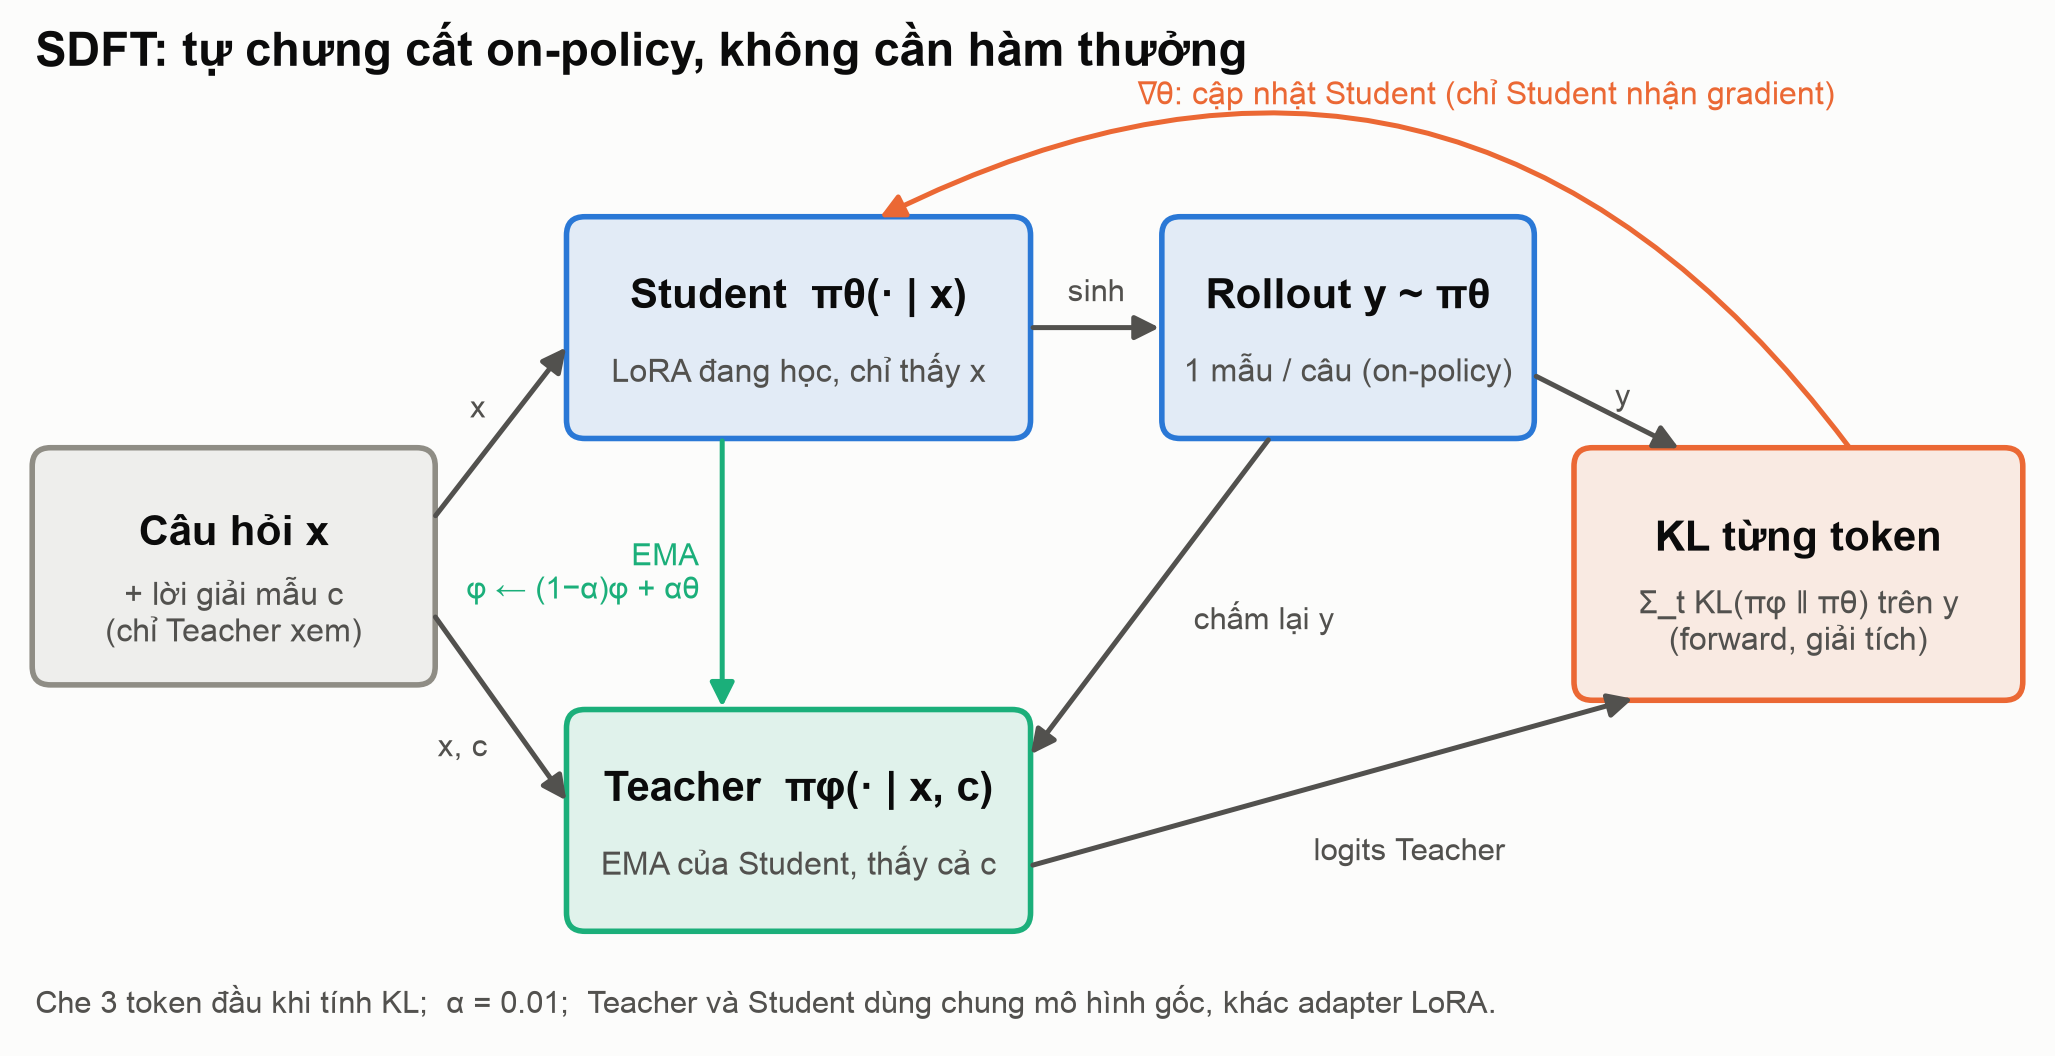 SDFT: tự chưng cất on-policy, không cần hàm thưởng
∇θ: cập nhật Student (chỉ Student nhận gradient)
Student πθ(· | x)
LoRA đang học, chỉ thấy x
sinh
Rollout y ~ πθ
1 mẫu / câu (on-policy)
x
y
Câu hỏi x
+ lời giải mẫu c
(chỉ Teacher xem)
EMA
φ ← (1−α)φ + αθ
chấm lại y
KL từng token
Σ_t KL(πφ ‖ πθ) trên y
(forward, giải tích)
x, c
Teacher πφ(· | x, c)
EMA của Student, thấy cả c
logits Teacher
Che 3 token đầu khi tính KL; α = 0.01; Teacher và Student dùng chung mô hình gốc, khác adapter LoRA.